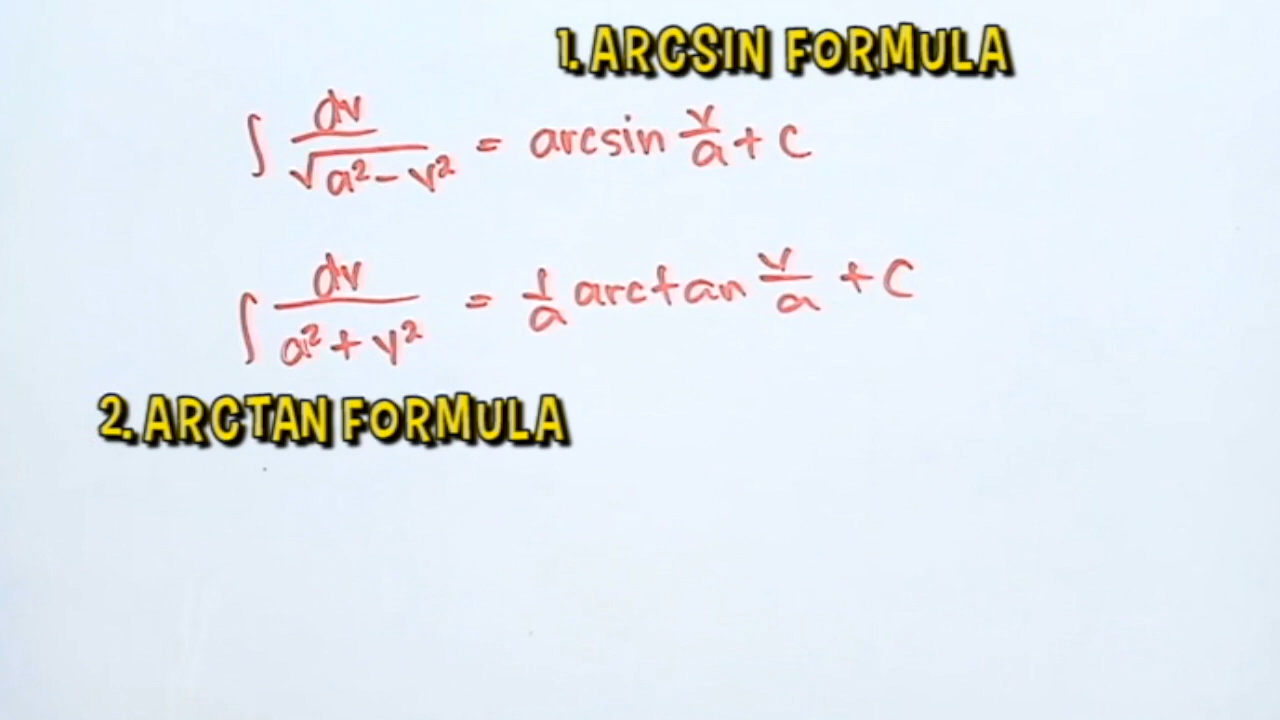 1. ARCSIN FORMULA
∫ dv / √(a² - v²) = arcsin v/a + C
∫ dv / (a² + v²) = 1/a arctan v/a + C
2. ARCTAN FORMULA